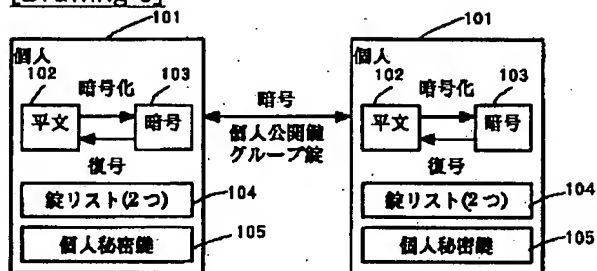 [Drawing 6]
101 101
個人 個人
102 103 102 103
暗号化 暗号 暗号化
平文 暗号 個人公開鍵 平文 暗号
グループ錠
復号 復号
錠リスト(2つ) 104 錠リスト(2つ) 104
個人秘密鍵 105 個人秘密鍵 105